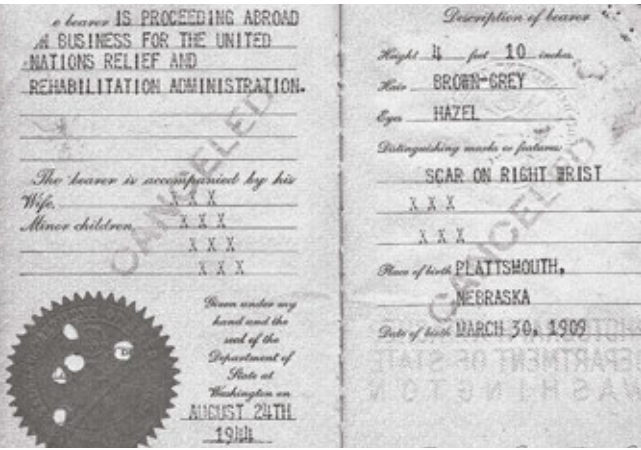 e bearer IS PROCEEDING ABROAD
N BUSINESS FOR THE UNITED
NATIONS RELIEF AND
REHABILITATION ADMINISTRATION.
The bearer is accompanied by his
Wife, X X X
Minor children, X X X
X X X
X X X
CANCELED
Given under my
hand and the
seal of the
Department of
State at
Washington on
AUGUST 24TH
1944
Description of bearer
Height 4 feet 10 inches
Hair BROWN-GREY
Eyes HAZEL
Distinguishing marks or features
SCAR ON RIGHT WRIST
X X X
X X X
CANCELED
Place of birth PLATTSMOUTH,
NEBRASKA
Date of birth MARCH 30, 1909
DEPARTMENT OF STATE
WASHINGTON